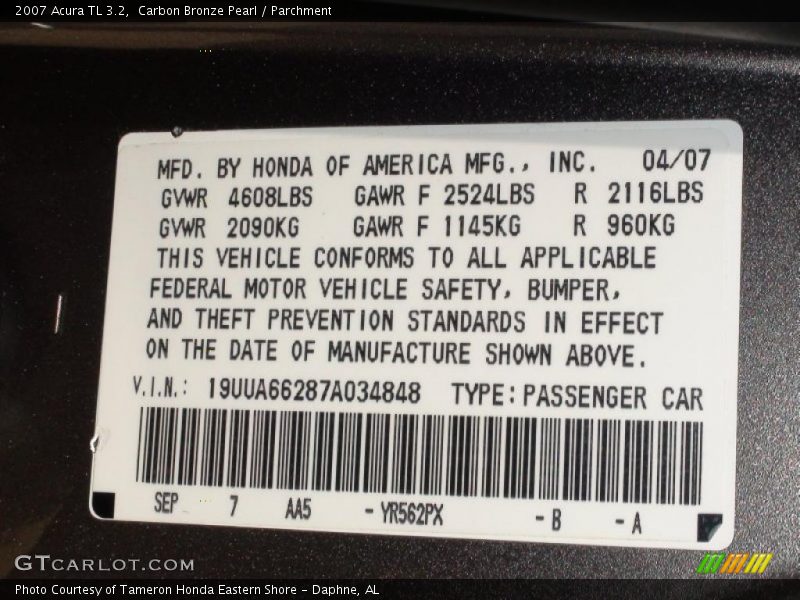 2007 Acura TL 3.2,  Carbon Bronze Pearl / Parchment
MFD. BY HONDA OF AMERICA MFG., INC. 04/07
GVWR 4608LBS GAWR F 2524LBS R 2116LBS
GVWR 2090KG GAWR F 1145KG R 960KG
THIS VEHICLE CONFORMS TO ALL APPLICABLE
FEDERAL MOTOR VEHICLE SAFETY, BUMPER,
AND THEFT PREVENTION STANDARDS IN EFFECT
ON THE DATE OF MANUFACTURE SHOWN ABOVE.
V.I.N.: 19UUA66287A034848 TYPE: PASSENGER CAR
SEP 7 AA5 - YR562PX - B - A
GTCARLOT.COM
Photo Courtesy of Tameron Honda Eastern Shore - Daphne, AL